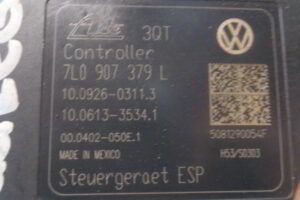 Ate 3QT
Controller
7L0 907 379 L
10.0926-0311.3
10.0613-3534.1
00.0402-050E.1
5081290054F
MADE IN MEXICO
H53/S0303
Steuergeraet ESP